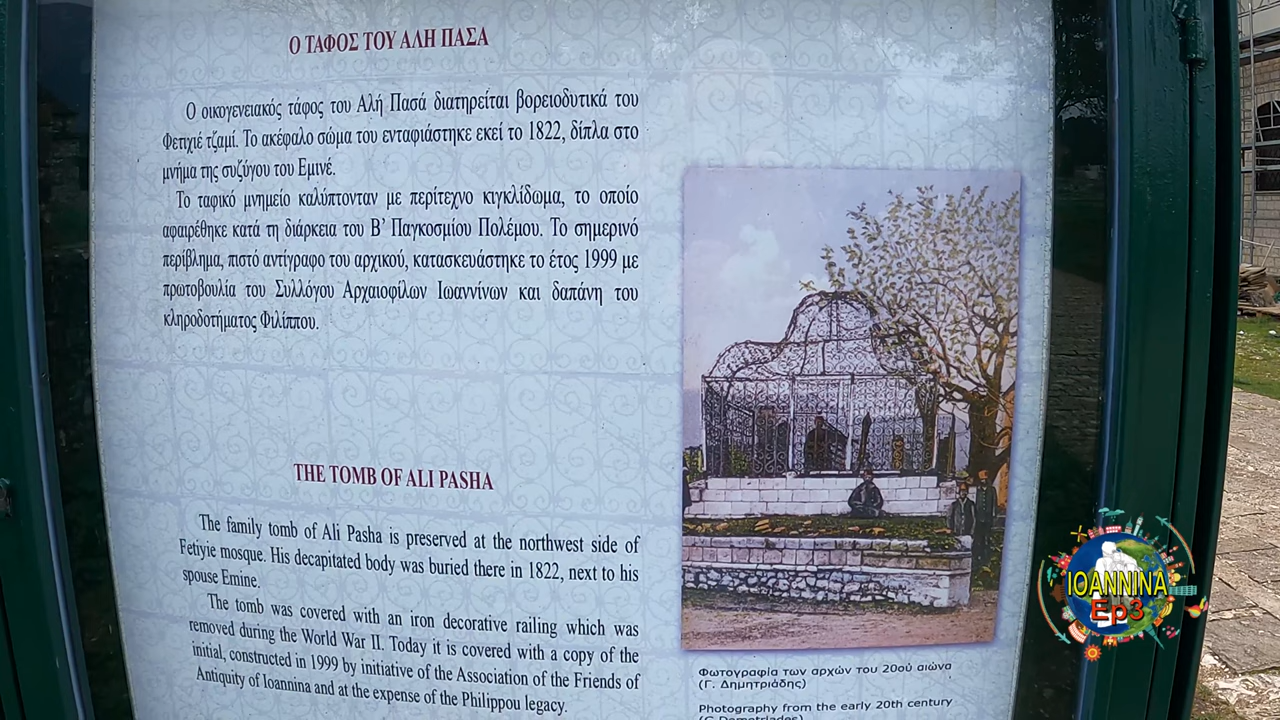 Ο ΤΑΦΟΣ ΤΟΥ ΑΛΗ ΠΑΣΑ
Ο οικογενειακός τάφος του Αλή Πασά διατηρείται βορειοδυτικά του
Φετιχιέ τζαμί. Το ακέφαλο σώμα του ενταφιάστηκε εκεί το 1822, δίπλα στο
μνήμα της συζύγου του Εμινέ.
Το ταφικό μνημείο καλύπτονταν με περίτεχνο κιγκλίδωμα, το οποίο
αφαιρέθηκε κατά τη διάρκεια του Β’ Παγκοσμίου Πολέμου. Το σημερινό
περίβλημα, πιστό αντίγραφο του αρχικού, κατασκευάστηκε το έτος 1999 με
πρωτοβουλία του Συλλόγου Αρχαιοφίλων Ιωαννίνων και δαπάνη του
κληροδοτήματος Φιλίππου.
THE TOMB OF ALI PASHA
The family tomb of Ali Pasha is preserved at the northwest side of
Fetiyie mosque. His decapitated body was buried there in 1822, next to his
spouse Emine.
The tomb was covered with an iron decorative railing which was
removed during the World War II. Today it is covered with a copy of the
initial, constructed in 1999 by initiative of the Association of the Friends of
Antiquity of Ioannina and at the expense of the Philippou legacy.
Φωτογραφία των αρχών του 20ού αιώνα
(Γ. Δημητριάδης)
Photography from the early 20th century
(G.Demetriades)
IOANNINA
Ep3